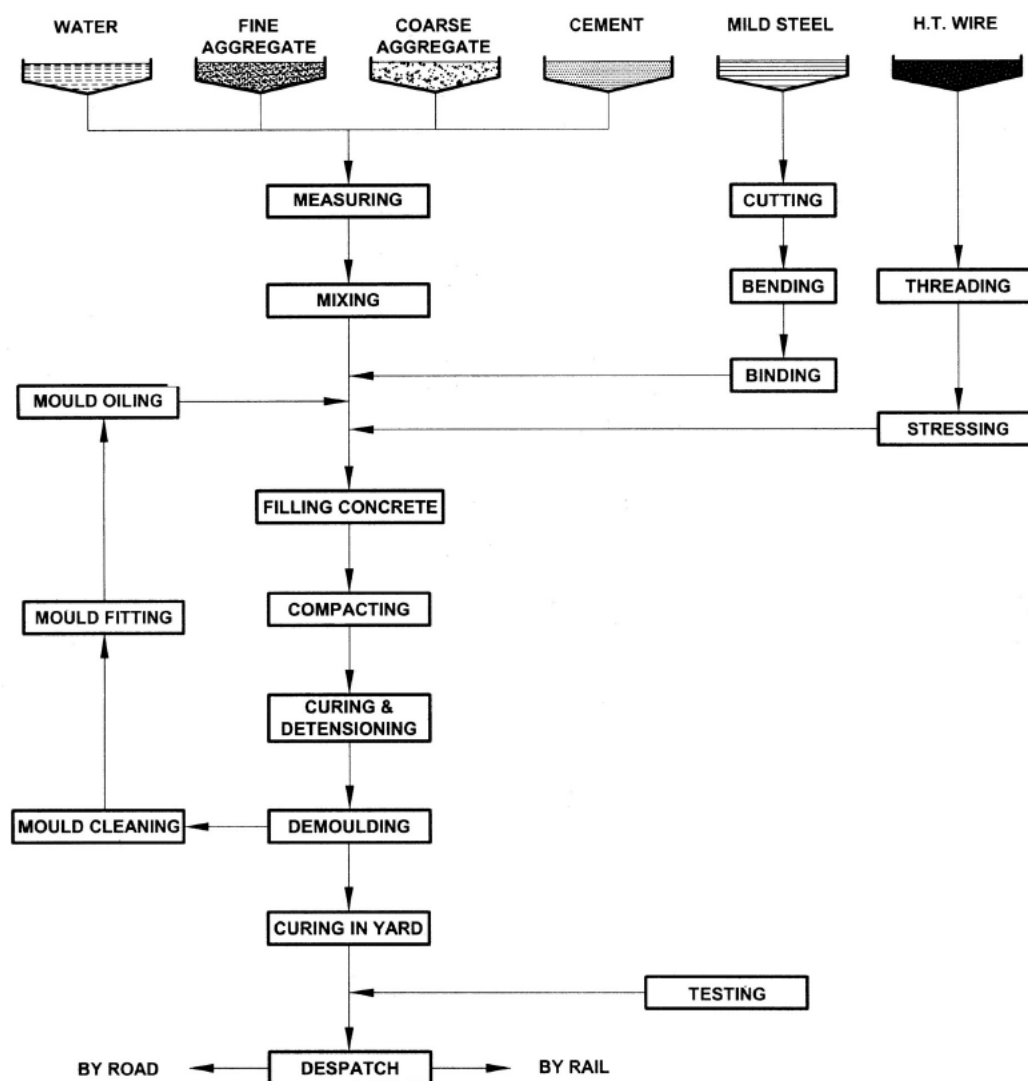 WATER
FINE
AGGREGATE
COARSE
AGGREGATE
CEMENT
MILD STEEL
H.T. WIRE
MEASURING
CUTTING
MIXING
BENDING
THREADING
BINDING
MOULD OILING
STRESSING
FILLING CONCRETE
COMPACTING
MOULD FITTING
CURING &
DETENSIONING
MOULD CLEANING
DEMOULDING
CURING IN YARD
TESTING
BY ROAD
DESPATCH
BY RAIL